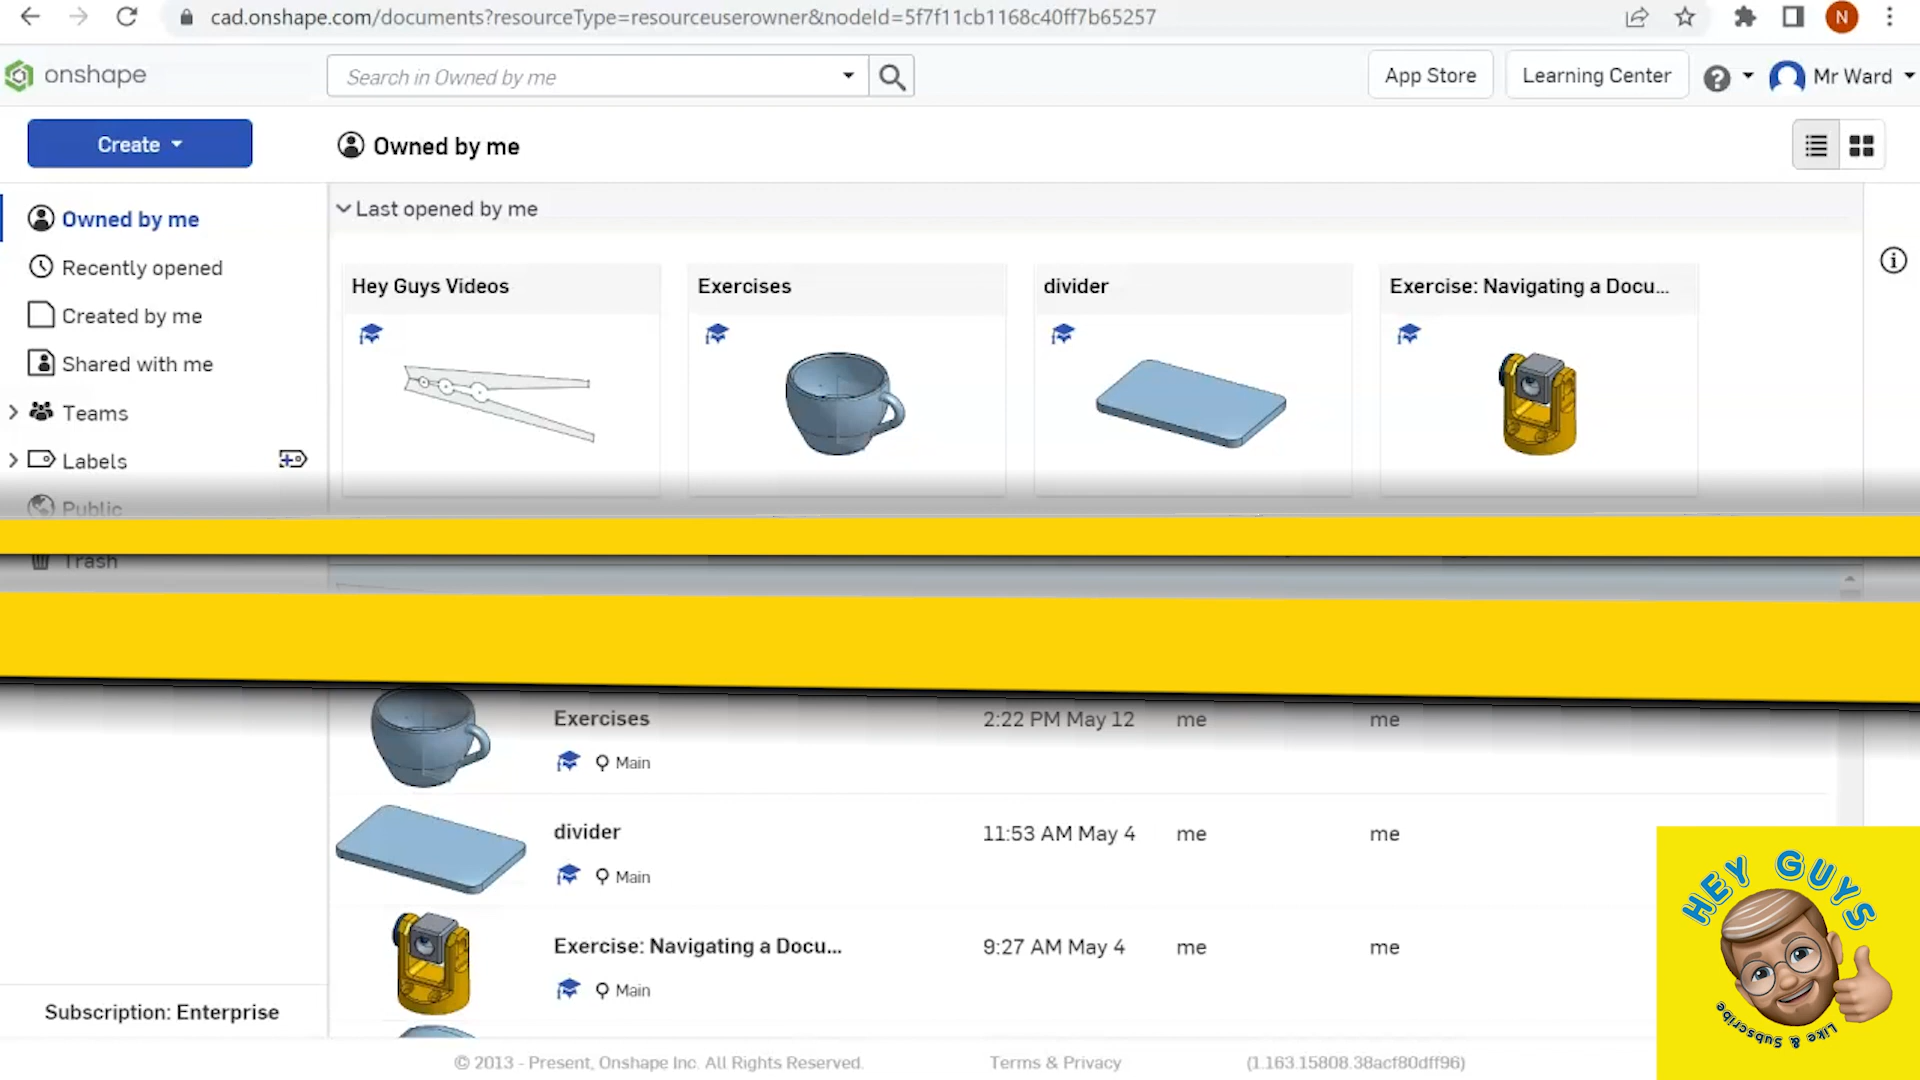 cad.onshape.com/documents?resourceType=resourceuserowner&nodeId=5f7f11cb1168c40ff7b65257
N
onshape
Search in Owned by me
App Store
Learning Center
Mr Ward
Create
Owned by me
Owned by me
Recently opened
Created by me
Shared with me
Teams
Labels
Public
Trash
Last opened by me
Hey Guys Videos
Exercises
divider
Exercise: Navigating a Docu...
Exercises
2:22 PM May 12
me
me
Main
divider
11:53 AM May 4
me
me
Main
Exercise: Navigating a Docu...
9:27 AM May 4
me
me
Main
Subscription: Enterprise
© 2013 - Present, Onshape Inc. All Rights Reserved.
Terms & Privacy
(1.163.15808.38acf80dff96)
HEY GUYS
Like & Subscribe